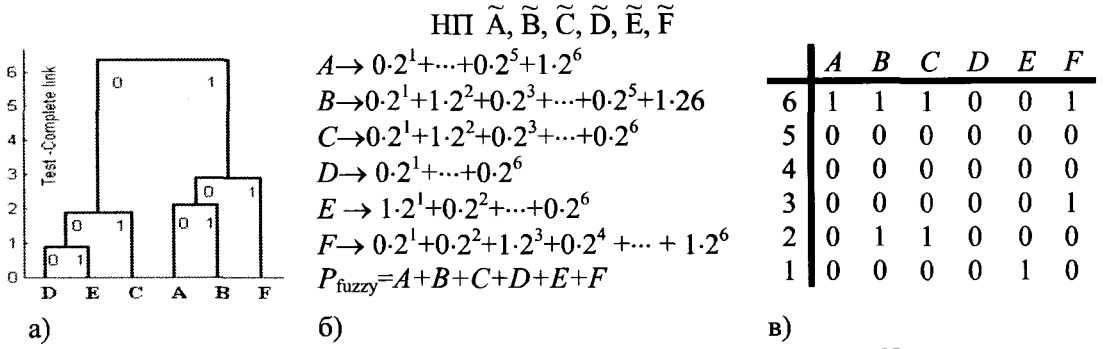 НП Ã, B̃, C̃, D̃, Ẽ, F̃
6
5
4
3
2
1
0
Test -Complete link
0 1
0 1
0 1
0 1
0 1
D E C A B F
а)
A→ 0·2¹+···+0·2⁵+1·2⁶
B→0·2¹+1·2²+0·2³+···+0·2⁵+1·26
C→0·2¹+1·2²+0·2³+···+0·2⁶
D→ 0·2¹+···+0·2⁶
E → 1·2¹+0·2²+···+0·2⁶
F→ 0·2¹+0·2²+1·2³+0·2⁴ +··· + 1·2⁶
P_fuzzy=A+B+C+D+E+F
б)
A B C D E F
6 1 1 1 0 0 1
5 0 0 0 0 0 0
4 0 0 0 0 0 0
3 0 0 0 0 0 1
2 0 1 1 0 0 0
1 0 0 0 0 1 0
в)